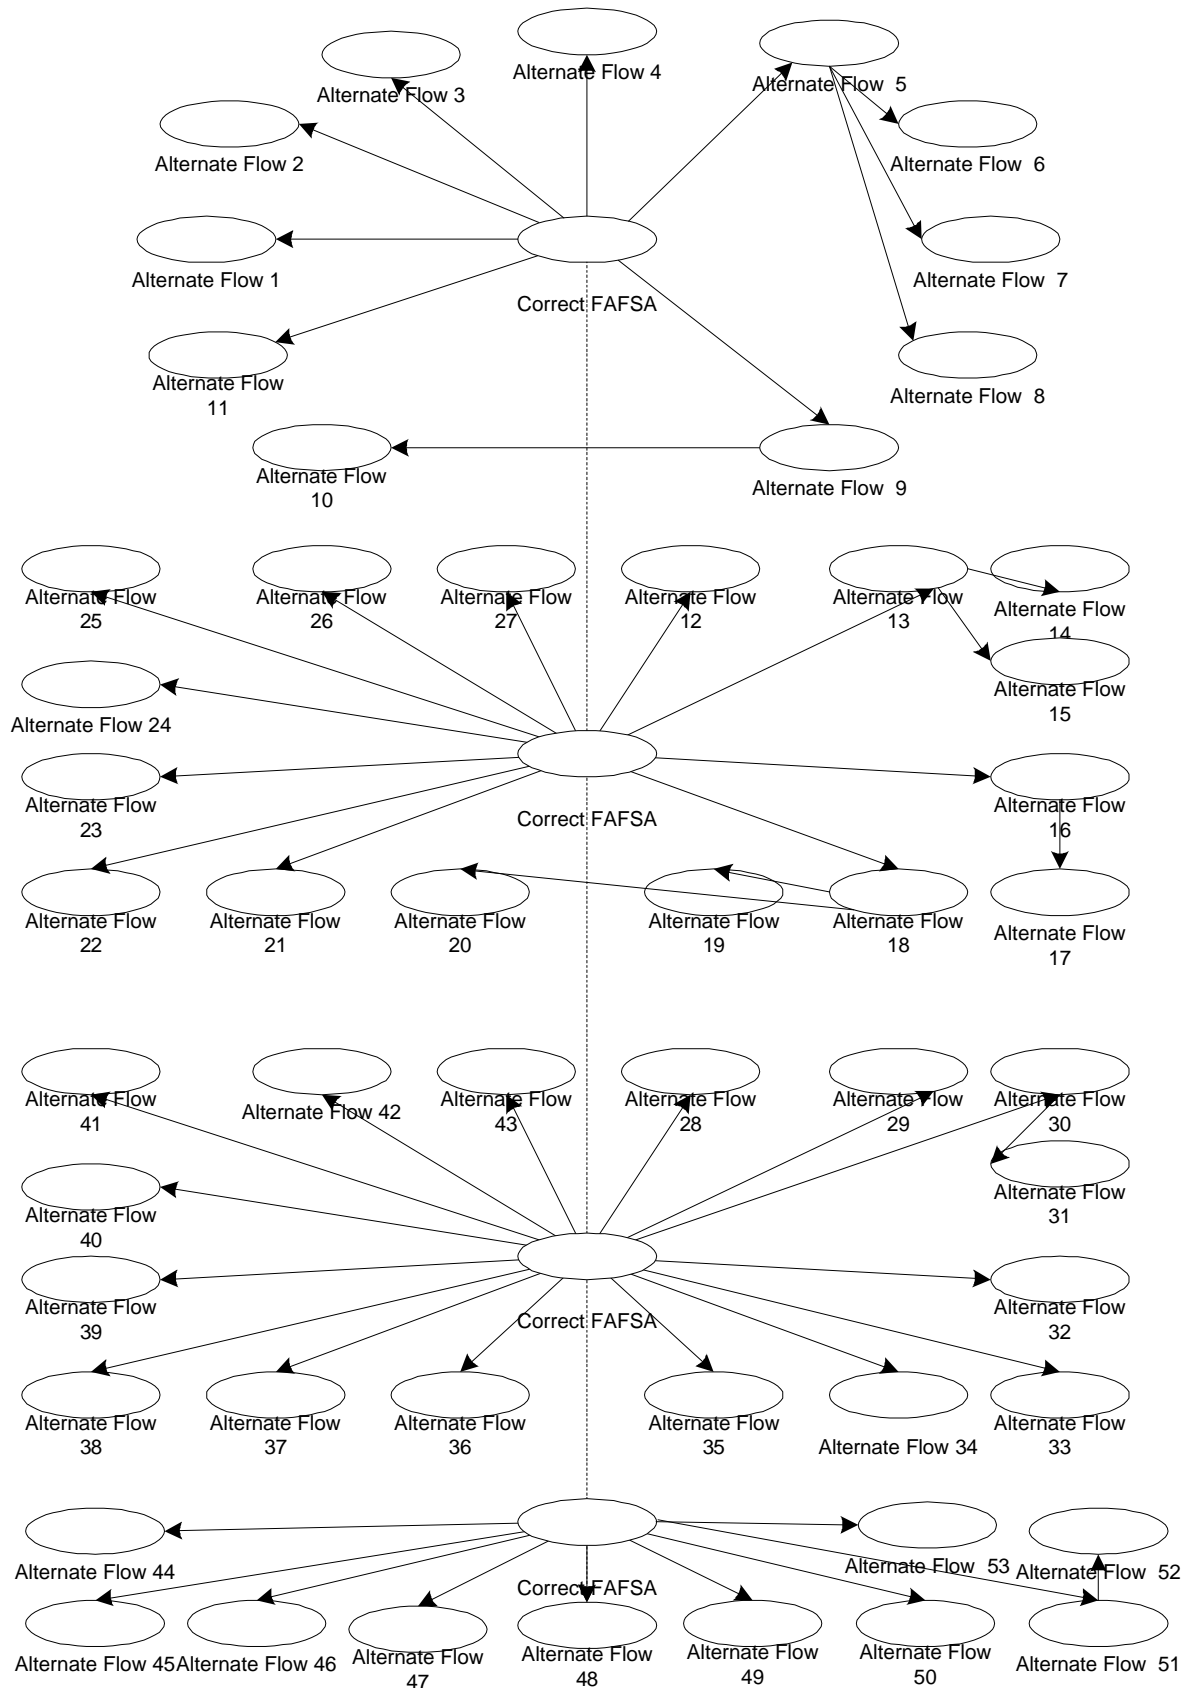 Alternate Flow 4
Alternate Flow 3
Alternate Flow  5
Alternate Flow 2
Alternate Flow  6
Alternate Flow 1
Alternate Flow  7
Correct FAFSA
Alternate Flow
11
Alternate Flow  8
Alternate Flow
10
Alternate Flow  9
Alternate Flow
25
Alternate Flow
26
Alternate Flow
27
Alternate Flow
12
Alternate Flow
13
Alternate Flow
14
Alternate Flow
15
Alternate Flow 24
Alternate Flow
23
Correct FAFSA
Alternate Flow
16
Alternate Flow
22
Alternate Flow
21
Alternate Flow
20
Alternate Flow
19
Alternate Flow
18
Alternate Flow
17
Alternate Flow
41
Alternate Flow 42
Alternate Flow
43
Alternate Flow
28
Alternate Flow
29
Alternate Flow
30
Alternate Flow
31
Alternate Flow
40
Alternate Flow
39
Correct FAFSA
Alternate Flow
32
Alternate Flow
38
Alternate Flow
37
Alternate Flow
36
Alternate Flow
35
Alternate Flow 34
Alternate Flow
33
Alternate Flow 44
Correct FAFSA
Alternate Flow  53
Alternate Flow  52
Alternate Flow 45
Alternate Flow 46
Alternate Flow
47
Alternate Flow
48
Alternate Flow
49
Alternate Flow
50
Alternate Flow  51